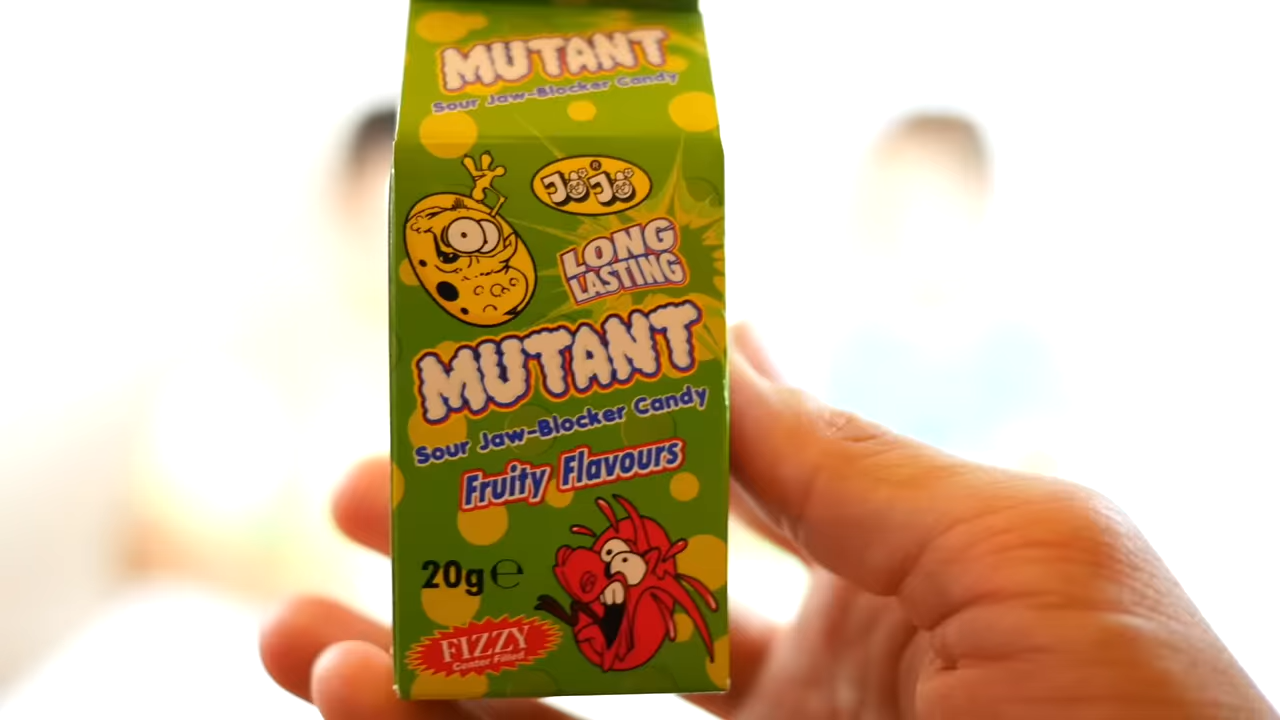 MUTANT
Sour Jaw-Blocker Candy
JoJo®
LONG
LASTING
MUTANT
Sour Jaw-Blocker Candy
Fruity Flavours
20g℮
FIZZY
Center Filled